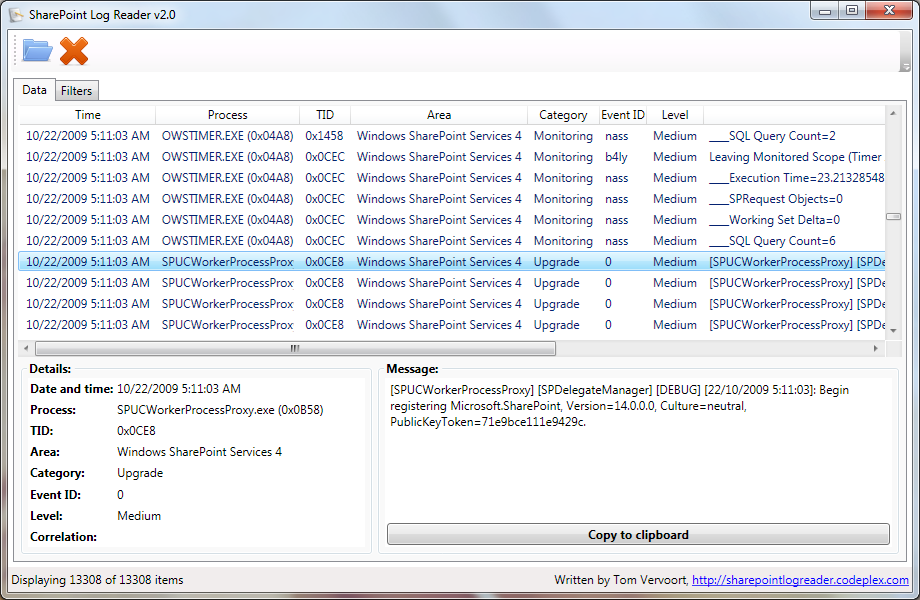 SharePoint Log Reader v2.0
Data Filters
Time Process TID Area Category Event ID Level
10/22/2009 5:11:03 AM OWSTIMER.EXE (0x04A8) 0x1458 Windows SharePoint Services 4 Monitoring nass Medium ____SQL Query Count=2
10/22/2009 5:11:03 AM OWSTIMER.EXE (0x04A8) 0x0CEC Windows SharePoint Services 4 Monitoring b4ly Medium Leaving Monitored Scope (Timer
10/22/2009 5:11:03 AM OWSTIMER.EXE (0x04A8) 0x0CEC Windows SharePoint Services 4 Monitoring nass Medium ____Execution Time=23.21328548
10/22/2009 5:11:03 AM OWSTIMER.EXE (0x04A8) 0x0CEC Windows SharePoint Services 4 Monitoring nass Medium ____SPRequest Objects=0
10/22/2009 5:11:03 AM OWSTIMER.EXE (0x04A8) 0x0CEC Windows SharePoint Services 4 Monitoring nass Medium ____Working Set Delta=0
10/22/2009 5:11:03 AM OWSTIMER.EXE (0x04A8) 0x0CEC Windows SharePoint Services 4 Monitoring nass Medium ____SQL Query Count=6
10/22/2009 5:11:03 AM SPUCWorkerProcessProx 0x0CE8 Windows SharePoint Services 4 Upgrade 0 Medium [SPUCWorkerProcessProxy] [SPDe
10/22/2009 5:11:03 AM SPUCWorkerProcessProx 0x0CE8 Windows SharePoint Services 4 Upgrade 0 Medium [SPUCWorkerProcessProxy] [SPDe
10/22/2009 5:11:03 AM SPUCWorkerProcessProx 0x0CE8 Windows SharePoint Services 4 Upgrade 0 Medium [SPUCWorkerProcessProxy] [SPDe
10/22/2009 5:11:03 AM SPUCWorkerProcessProx 0x0CE8 Windows SharePoint Services 4 Upgrade 0 Medium [SPUCWorkerProcessProxy] [SPDe
Details:
Date and time: 10/22/2009 5:11:03 AM
Process: SPUCWorkerProcessProxy.exe (0x0B58)
TID: 0x0CE8
Area: Windows SharePoint Services 4
Category: Upgrade
Event ID: 0
Level: Medium
Correlation:
Message:
[SPUCWorkerProcessProxy] [SPDelegateManager] [DEBUG] [22/10/2009 5:11:03]: Begin
registering Microsoft.SharePoint, Version=14.0.0.0, Culture=neutral,
PublicKeyToken=71e9bce111e9429c.
Copy to clipboard
Displaying 13308 of 13308 items
Written by Tom Vervoort, http://sharepointlogreader.codeplex.com